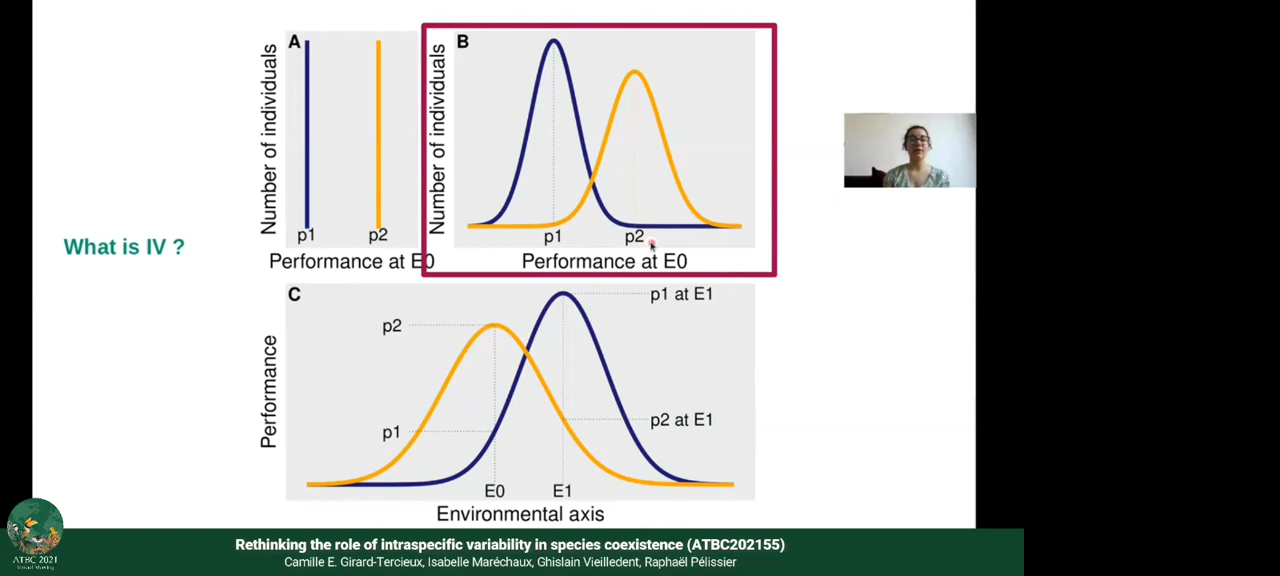 What is IV ?
A
Number of individuals
p1
p2
Performance at E0
B
Number of individuals
p1
p2
Performance at E0
C
Performance
p2
p1
p1 at E1
p2 at E1
E0
E1
Environmental axis
ATBC 2021
Rethinking the role of intraspecific variability in species coexistence (ATBC202155)
Camille E. Girard-Tercieux, Isabelle Maréchaux, Ghislain Vieilledent, Raphaël Pélissier